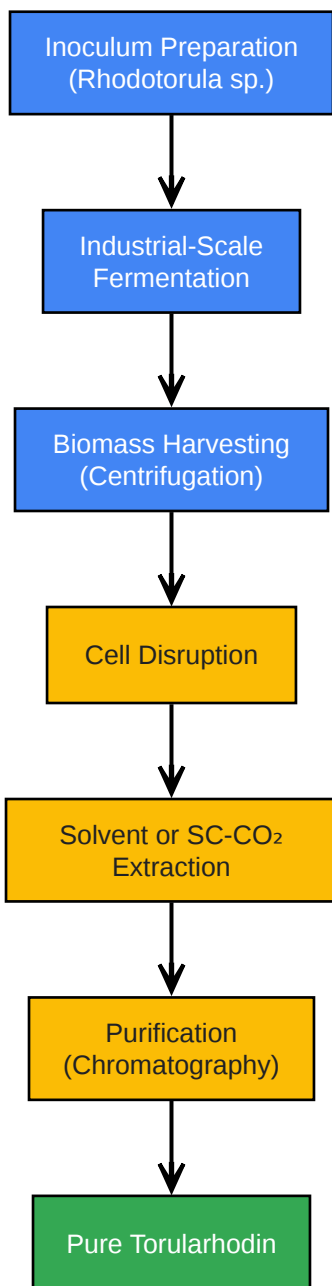 Inoculum Preparation
(Rhodotorula sp.)
Industrial-Scale
Fermentation
Biomass Harvesting
(Centrifugation)
Cell Disruption
Solvent or SC-CO₂
Extraction
Purification
(Chromatography)
Pure Torularhodin